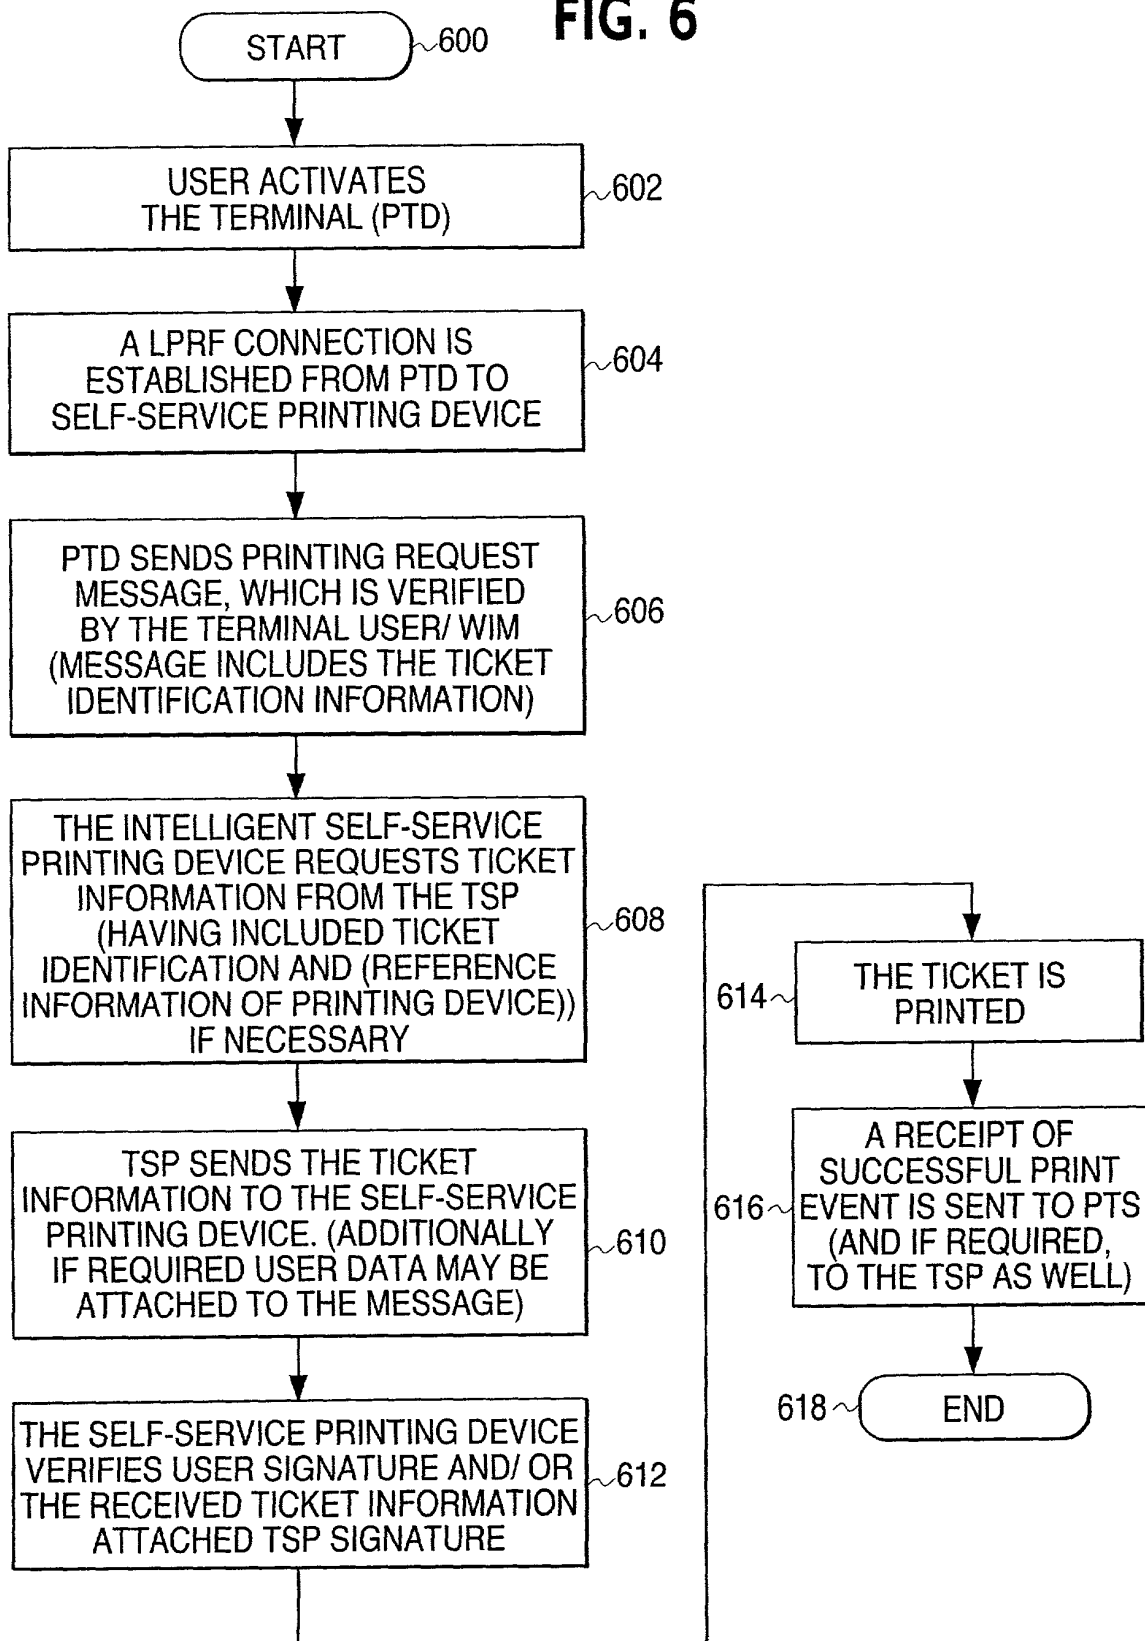 FIG. 6
START
600
USER ACTIVATES
THE TERMINAL (PTD)
602
A LPRF CONNECTION IS
ESTABLISHED FROM PTD TO
SELF-SERVICE PRINTING DEVICE
604
PTD SENDS PRINTING REQUEST
MESSAGE, WHICH IS VERIFIED
BY THE TERMINAL USER/ WIM
(MESSAGE INCLUDES THE TICKET
IDENTIFICATION INFORMATION)
606
THE INTELLIGENT SELF-SERVICE
PRINTING DEVICE REQUESTS TICKET
INFORMATION FROM THE TSP
(HAVING INCLUDED TICKET
IDENTIFICATION AND (REFERENCE
INFORMATION OF PRINTING DEVICE))
IF NECESSARY
608
TSP SENDS THE TICKET
INFORMATION TO THE SELF-SERVICE
PRINTING DEVICE. (ADDITIONALLY
IF REQUIRED USER DATA MAY BE
ATTACHED TO THE MESSAGE)
610
THE SELF-SERVICE PRINTING DEVICE
VERIFIES USER SIGNATURE AND/ OR
THE RECEIVED TICKET INFORMATION
ATTACHED TSP SIGNATURE
612
THE TICKET IS
PRINTED
614
A RECEIPT OF
SUCCESSFUL PRINT
EVENT IS SENT TO PTS
(AND IF REQUIRED,
TO THE TSP AS WELL)
616
END
618